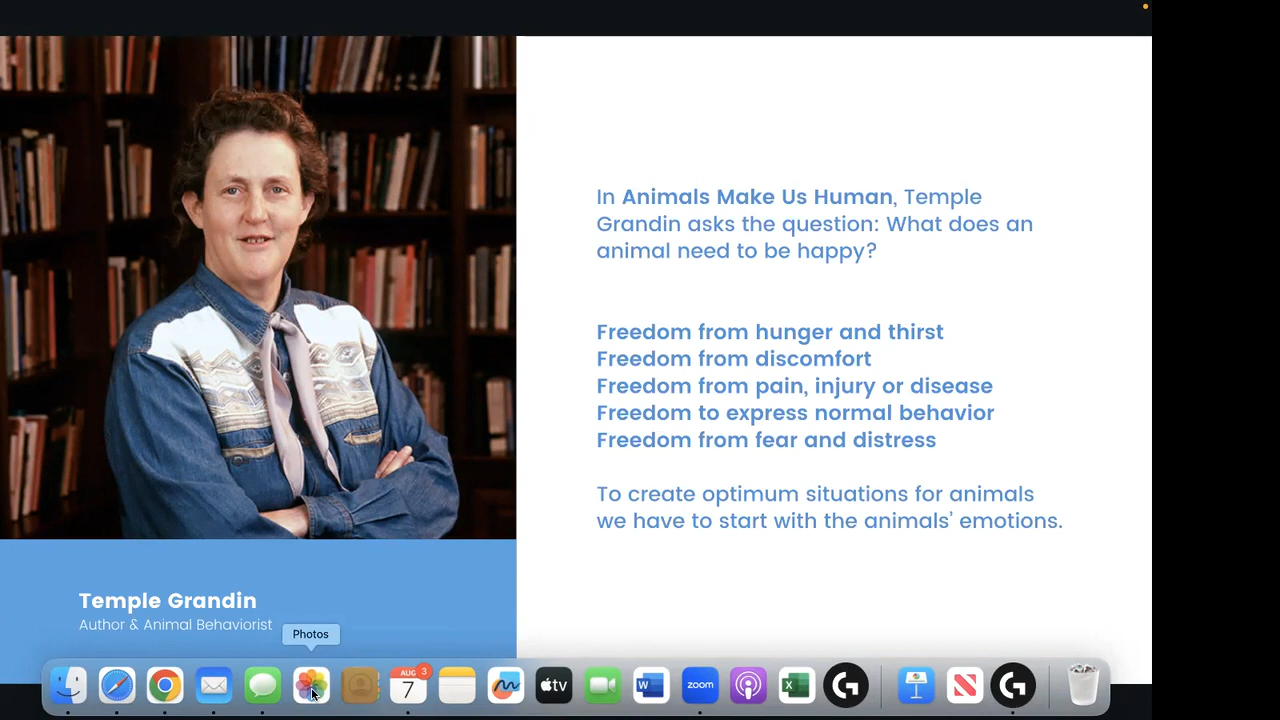 In Animals Make Us Human, Temple
Grandin asks the question: What does an
animal need to be happy?
Freedom from hunger and thirst
Freedom from discomfort
Freedom from pain, injury or disease
Freedom to express normal behavior
Freedom from fear and distress
To create optimum situations for animals
we have to start with the animals’ emotions.
Temple Grandin
Author & Animal Behaviorist
Photos
AUG 3
7
tv
W
zoom
X